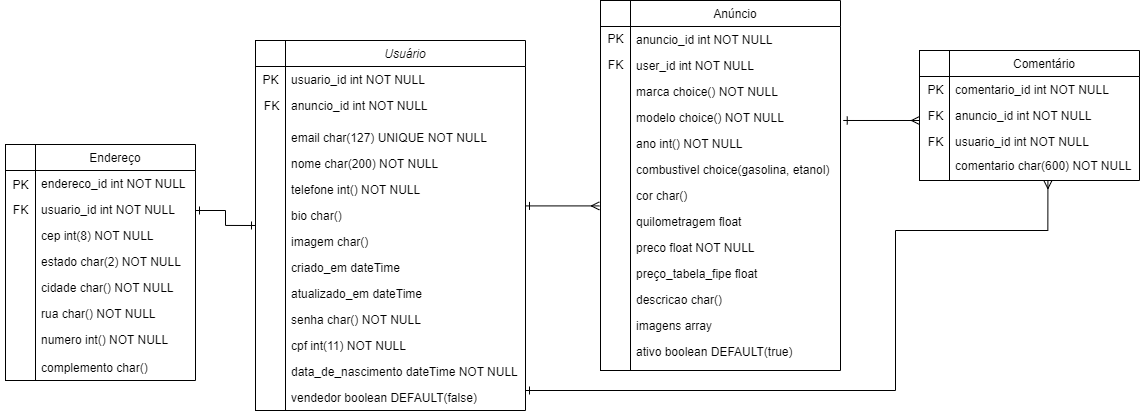 Endereço
PK endereco_id int NOT NULL
FK usuario_id int NOT NULL
cep int(8) NOT NULL
estado char(2) NOT NULL
cidade char() NOT NULL
rua char() NOT NULL
numero int() NOT NULL
complemento char()
Usuário
PK usuario_id int NOT NULL
FK anuncio_id int NOT NULL
email char(127) UNIQUE NOT NULL
nome char(200) NOT NULL
telefone int() NOT NULL
bio char()
imagem char()
criado_em dateTime
atualizado_em dateTime
senha char() NOT NULL
cpf int(11) NOT NULL
data_de_nascimento dateTime NOT NULL
vendedor boolean DEFAULT(false)
Anúncio
PK anuncio_id int NOT NULL
FK user_id int NOT NULL
marca choice() NOT NULL
modelo choice() NOT NULL
ano int() NOT NULL
combustivel choice(gasolina, etanol)
cor char()
quilometragem float
preco float NOT NULL
preço_tabela_fipe float
descricao char()
imagens array
ativo boolean DEFAULT(true)
Comentário
PK comentario_id int NOT NULL
FK anuncio_id int NOT NULL
FK usuario_id int NOT NULL
comentario char(600) NOT NULL